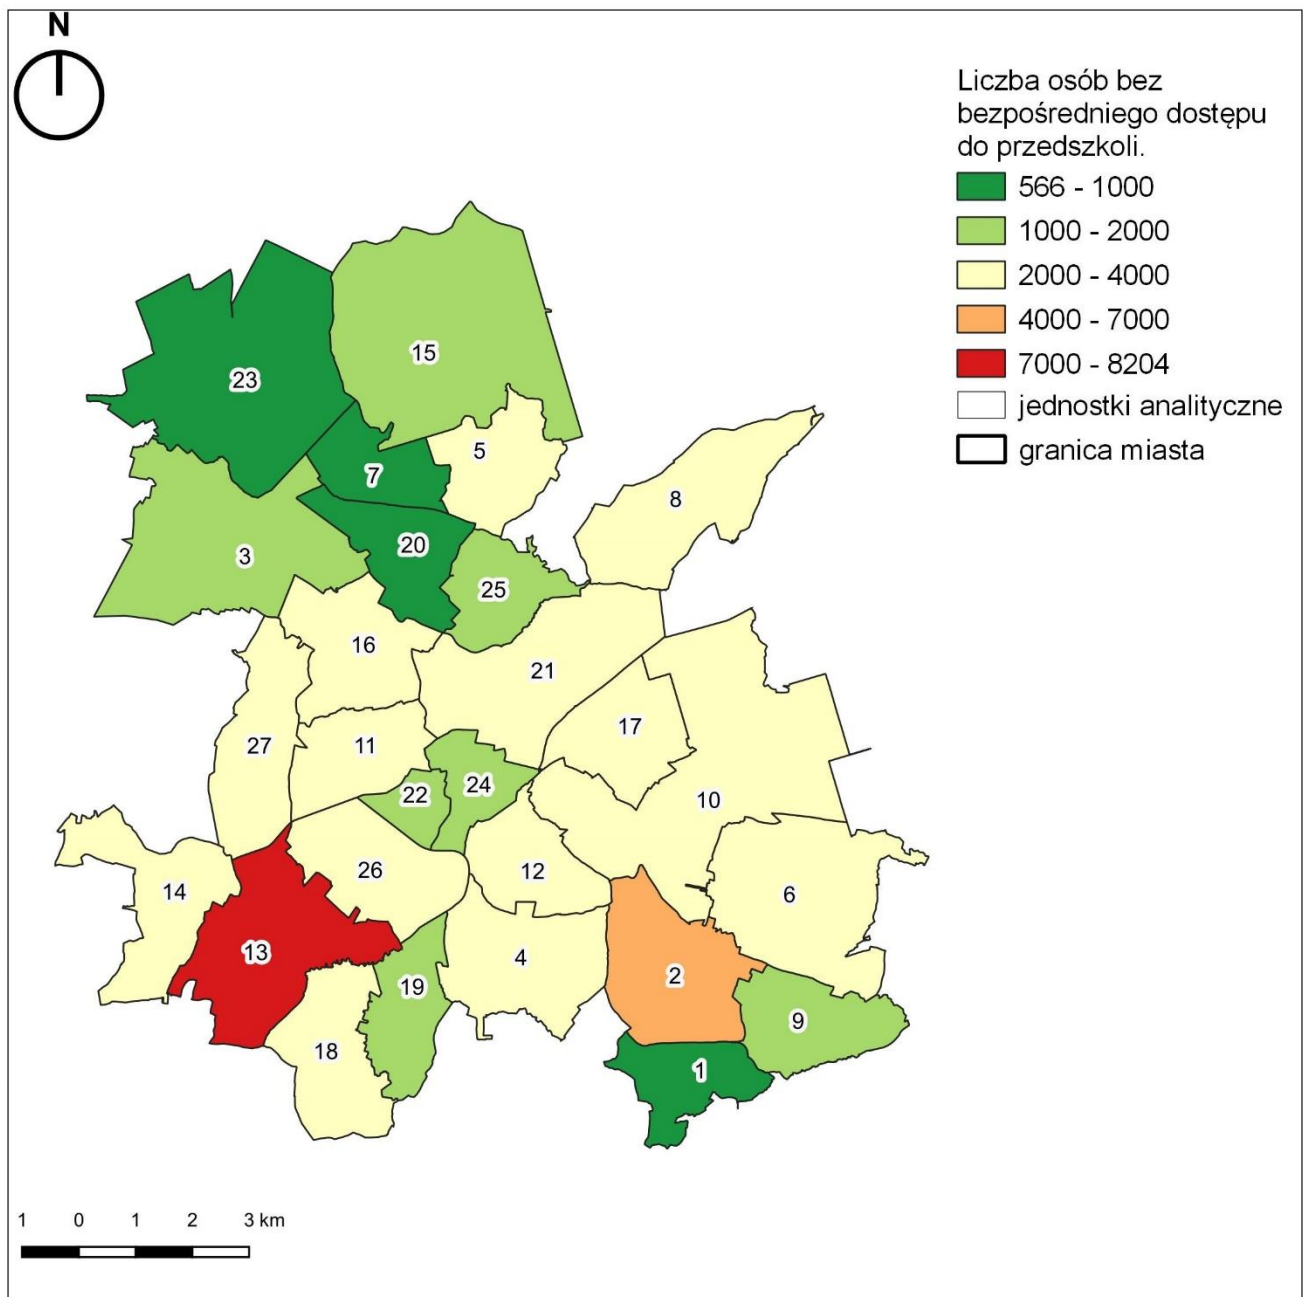 N
Liczba osób bez
bezpośredniego dostępu
do przedszkoli.
566 - 1000
1000 - 2000
2000 - 4000
4000 - 7000
7000 - 8204
jednostki analityczne
granica miasta
15
23
5
7
8
20
3
25
16
21
17
27
11
24
22
10
26
12
14
6
13
4
2
19
9
18
1
1 0 1 2 3 km